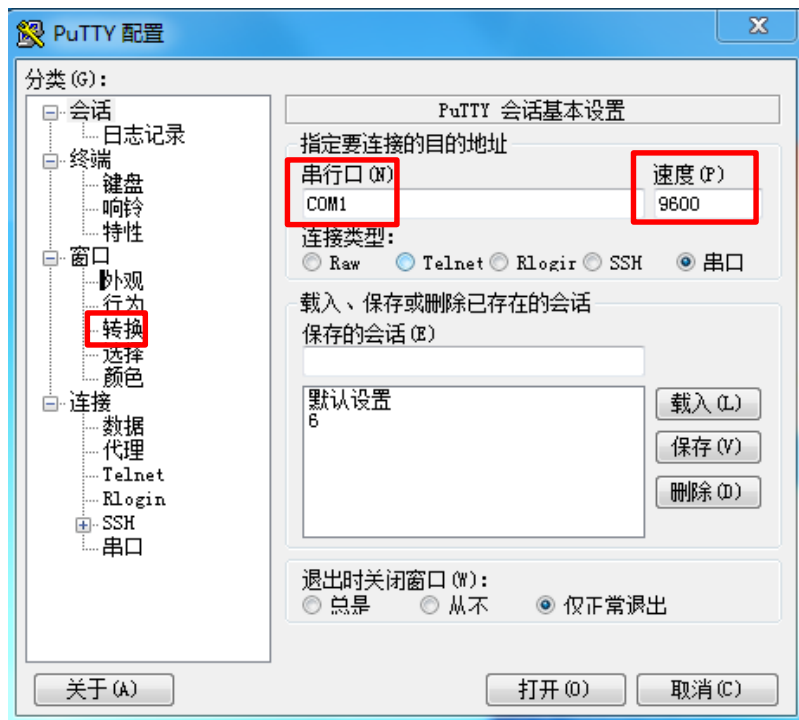 PuTTY 配置
分类(G):
会话
日志记录
终端
键盘
响铃
特性
窗口
外观
行为
转换
选择
颜色
连接
数据
代理
Telnet
Rlogin
SSH
串口
PuTTY 会话基本设置
指定要连接的目的地址
串行口(N) 速度(P)
COM1 9600
连接类型:
Raw Telnet Rlogir SSH 串口
载入、保存或删除已存在的会话
保存的会话(E)
默认设置
6
载入(L)
保存(V)
删除(D)
退出时关闭窗口(W):
总是 从不 仅正常退出
关于(A) 打开(O) 取消(C)